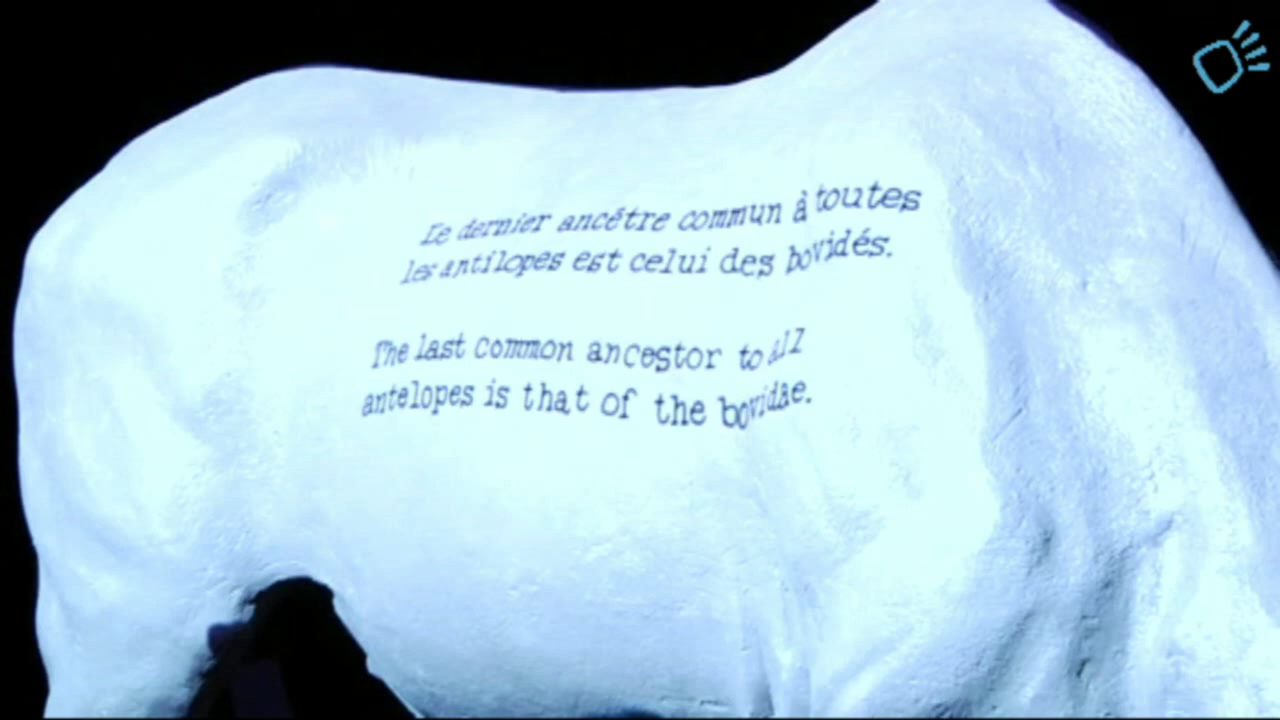 Le dernier ancêtre commun à toutes
les antilopes est celui des bovidés.
The last common ancestor to all
antelopes is that of the bovidae.